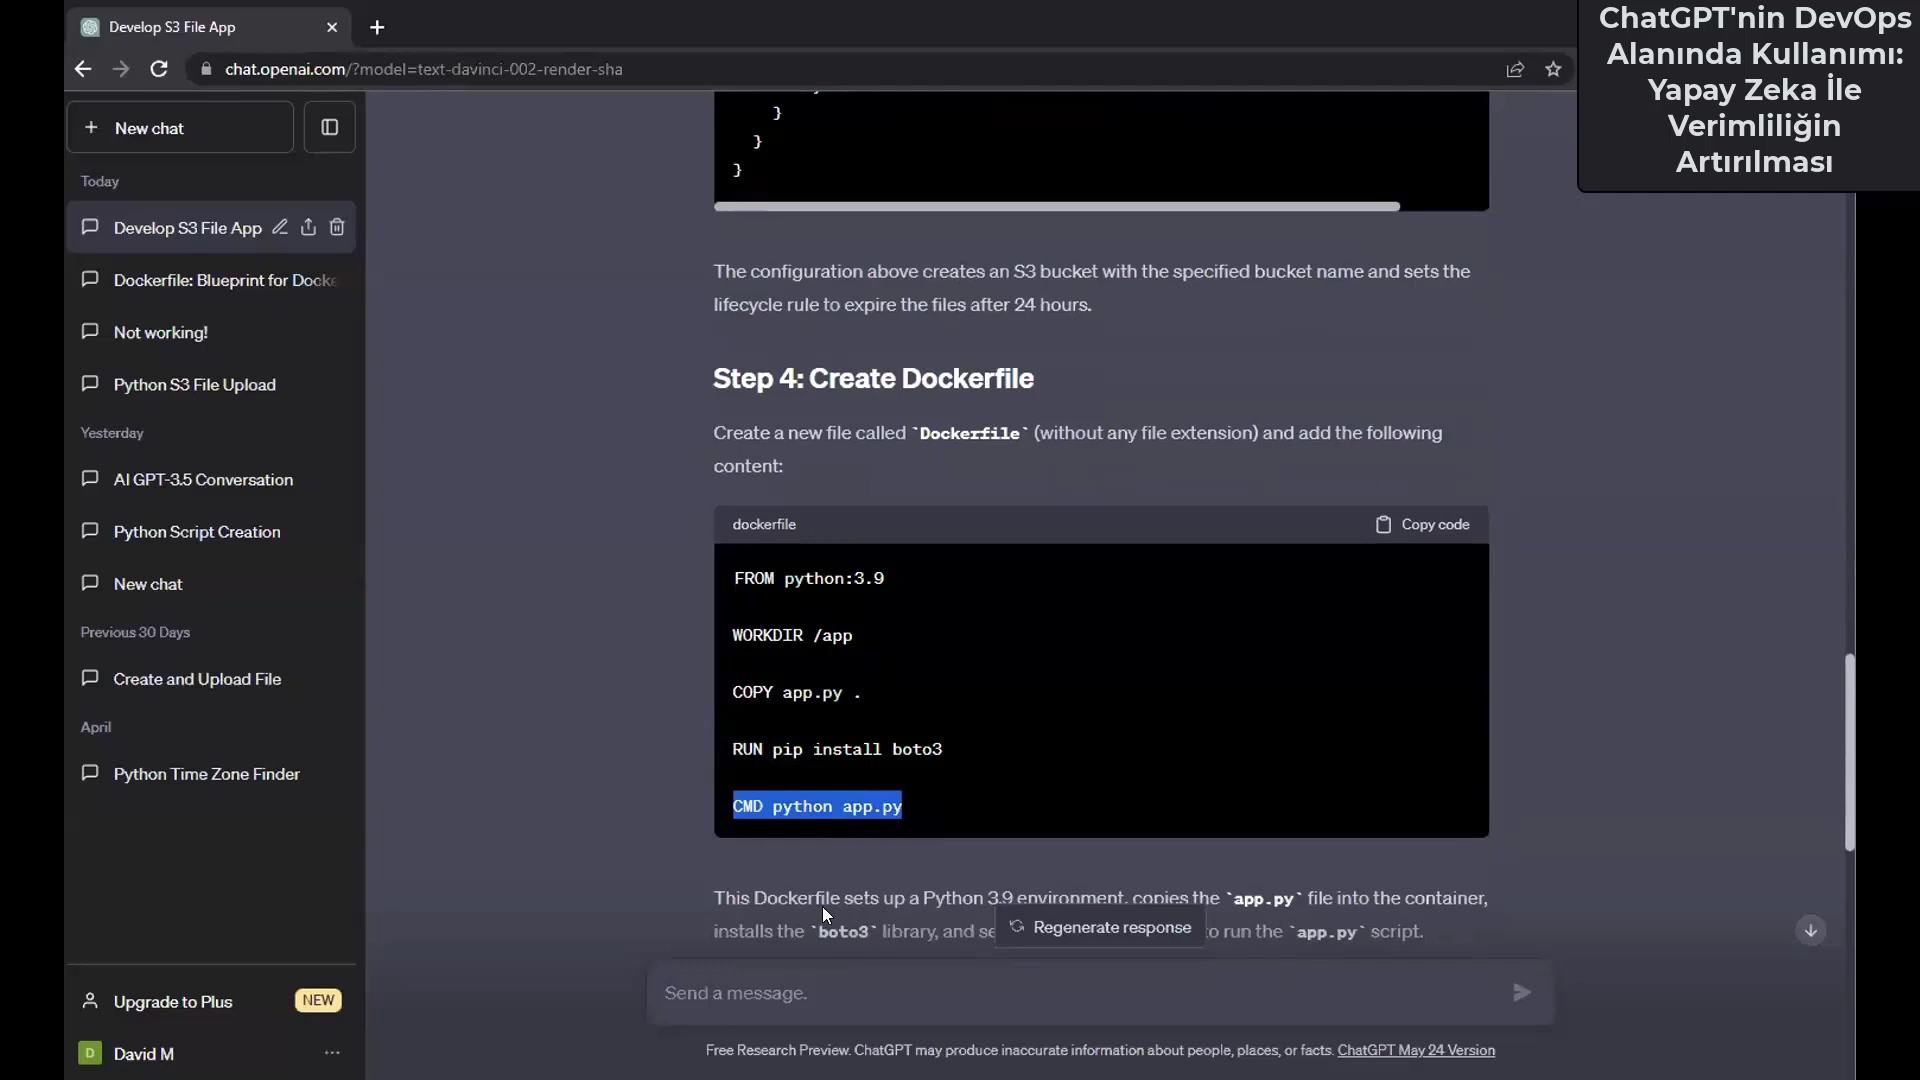 Develop S3 File App
chat.openai.com/?model=text-davinci-002-render-sha
ChatGPT'nin DevOps
Alanında Kullanımı:
Yapay Zeka İle
Verimliliğin
Artırılması
New chat
Today
Develop S3 File App
Dockerfile: Blueprint for Docke
Not working!
Python S3 File Upload
Yesterday
AI GPT-3.5 Conversation
Python Script Creation
New chat
Previous 30 Days
Create and Upload File
April
Python Time Zone Finder
Upgrade to Plus
NEW
D
David M
}
}
}
The configuration above creates an S3 bucket with the specified bucket name and sets the
lifecycle rule to expire the files after 24 hours.
Step 4: Create Dockerfile
Create a new file called `Dockerfile` (without any file extension) and add the following
content:
dockerfile
Copy code
FROM python:3.9
WORKDIR /app
COPY app.py .
RUN pip install boto3
CMD python app.py
This Dockerfile sets up a Python 3.9 environment, copies the `app.py` file into the container,
installs the `boto3` library, and se
Regenerate response
o run the `app.py` script.
Send a message.
Free Research Preview. ChatGPT may produce inaccurate information about people, places, or facts. ChatGPT May 24 Version